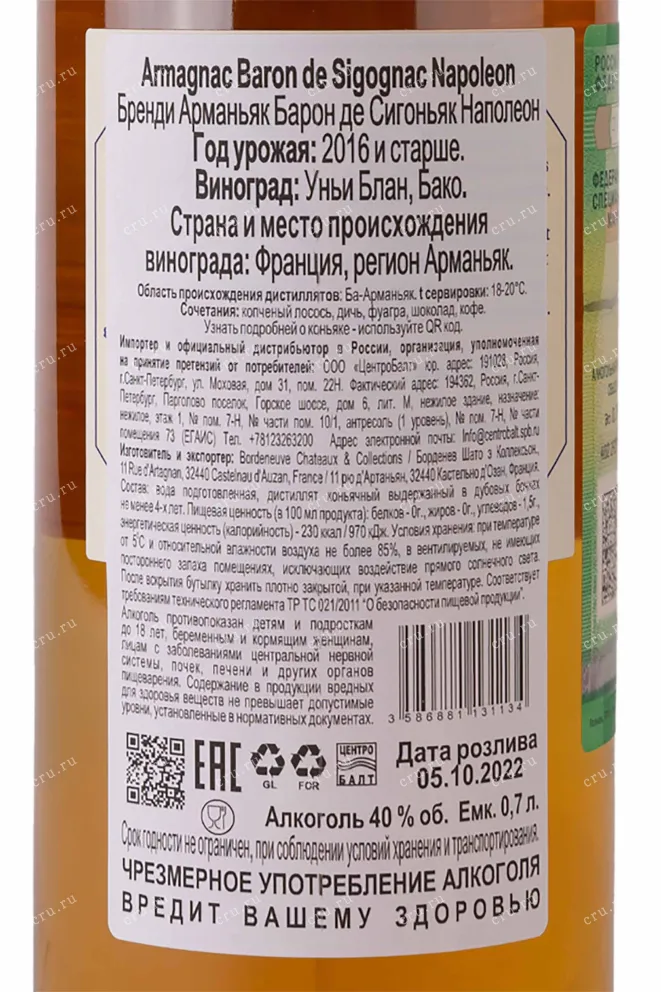 Armagnac Baron de Sigognac Napoleon
Бренди Арманьяк Барон де Сигоньяк Наполеон
Год урожая: 2016 и старше.
Виноград: Уньи Блан, Бако.
Страна и место происхождения
винограда: Франция, регион Арманьяк.
Область происхождения дистиллятов: Ба-Арманьяк. t сервировки: 18-20°С.
Сочетания: копченый лосось, дичь, фуагра, шоколад, кофе.
Узнать подробней о коньяке - используйте QR код.
Импортер и официальный дистрибьютор в России, организация, уполномоченная
на принятие претензий от потребителей: ООО «ЦентроБалт» юр. адрес: 191028, Россия,
г.Санкт-Петербург, ул. Моховая, дом 31, пом. 22Н. Фактический адрес: 194362, Россия, г.Санкт-
Петербург, Парголово поселок, Горское шоссе, дом 6, лит. М, нежилое здание, назначение:
нежилое, этаж 1, № пом. 7-Н, № части пом. 10/1, антресоль (1 уровень), № пом. 7-Н, № части
помещения 73 (ЕГАИС) Тел. +78123263200 Адрес электронной почты: Info@centrobalt.spb.ru
Изготовитель и экспортер: Bordeneuve Chateaux & Collections / Борденев Шато э Коллексьон,
11 Rue d'Artagnan, 32440 Castelnau d'Auzan, France / 11 рю д'Артаньян, 32440 Кастельно д'Озан, Франция.
Состав: вода подготовленная, дистиллят коньячный выдержанный в дубовых бочках
не менее 4-х лет. Пищевая ценность (в 100 мл продукта): белков - 0г., жиров - 0г., углеводов - 1,5г.,
энергетическая ценность (калорийность) - 230 ккал / 970 кДж. Условия хранения: при температуре
от 5°С и относительной влажности воздуха не более 85%, в вентилируемых, не имеющих
постороннего запаха помещениях, исключающих воздействие прямого солнечного света.
После вскрытия бутылку хранить плотно закрытой, при указанной температуре. Соответствует
требованиям технического регламента ТР ТС 021/2011 "О безопасности пищевой продукции".
Алкоголь противопоказан детям и подросткам
до 18 лет, беременным и кормящим женщинам,
лицам с заболеваниями центральной нервной
системы, почек, печени и других органов
пищеварения. Содержание в продукции вредных
для здоровья веществ не превышает допустимые
уровни, установленные в нормативных документах.
3 586881 131134
EAC
GL
FOR
ЦЕНТРО
БАЛТ
Дата розлива
05.10.2022
Алкоголь 40 % об. Емк. 0,7 л.
Срок годности не ограничен, при соблюдении условий хранения и транспортирования.
ЧРЕЗМЕРНОЕ УПОТРЕБЛЕНИЕ АЛКОГОЛЯ
ВРЕДИТ ВАШЕМУ ЗДОРОВЬЮ
cru.ru